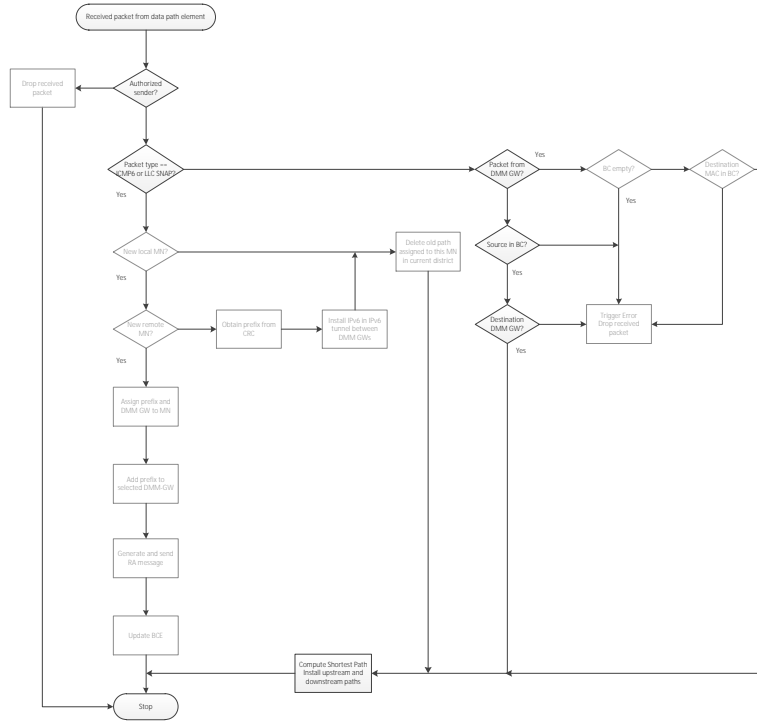 Received packet from data path element
Drop received
packet
Authorized
sender?
Packet type ==
ICMP6 or LLC SNAP?
Yes
Packet from
DMM GW?
Yes
BC empty?
Yes
Destination
MAC in BC?
New local MN?
Yes
Delete old path
assigned to this MN
in current district
Source in BC?
Yes
New remote
MN?
Yes
Obtain prefix from
CRC
Install IPv6 in IPv6
tunnel between
DMM GWs
Destination
DMM GW?
Yes
Trigger Error
Drop received
packet
Assign prefix and
DMM GW to MN
Add prefix to
selected DMM-GW
Generate and send
RA message
Update BCE
Compute Shortest Path
Install upstream and
downstream paths
Stop